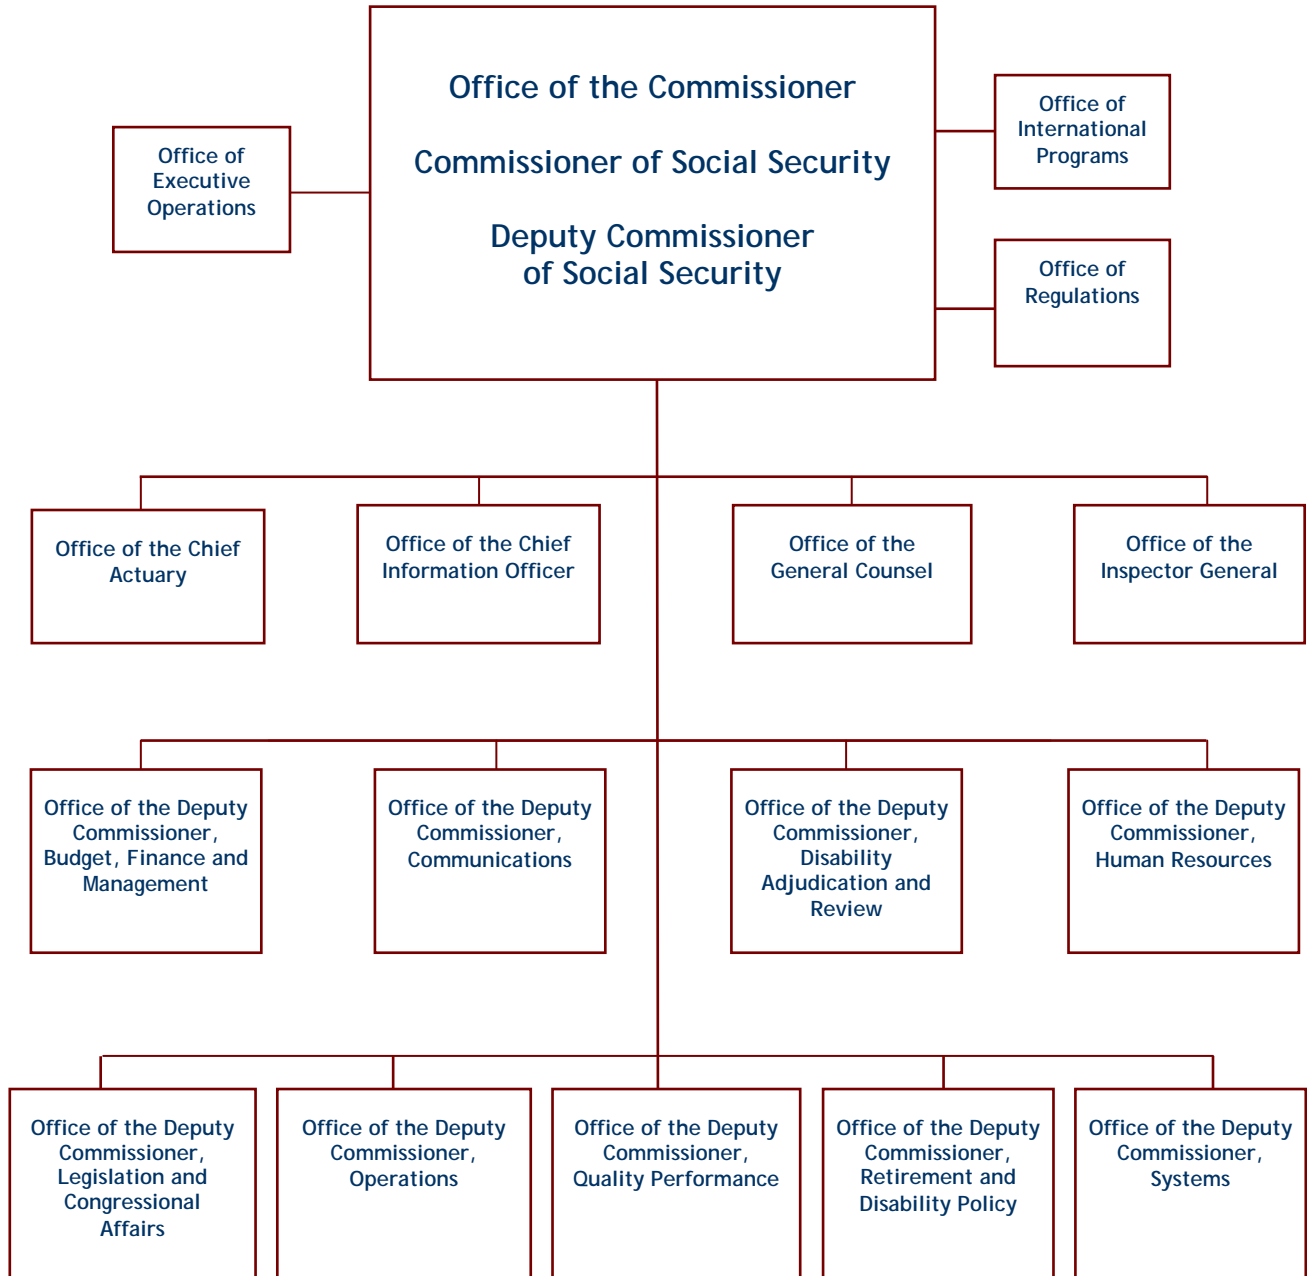 Office of the Commissioner
Commissioner of Social Security
Deputy Commissioner
of Social Security
Office of
Executive
Operations
Office of
International
Programs
Office of
Regulations
Office of the Chief
Actuary
Office of the Chief
Information Officer
Office of the
General Counsel
Office of the
Inspector General
Office of the Deputy
Commissioner,
Budget, Finance and
Management
Office of the Deputy
Commissioner,
Communications
Office of the Deputy
Commissioner,
Disability
Adjudication and
Review
Office of the Deputy
Commissioner,
Human Resources
Office of the Deputy
Commissioner,
Legislation and
Congressional
Affairs
Office of the Deputy
Commissioner,
Operations
Office of the Deputy
Commissioner,
Quality Performance
Office of the Deputy
Commissioner,
Retirement and
Disability Policy
Office of the Deputy
Commissioner,
Systems